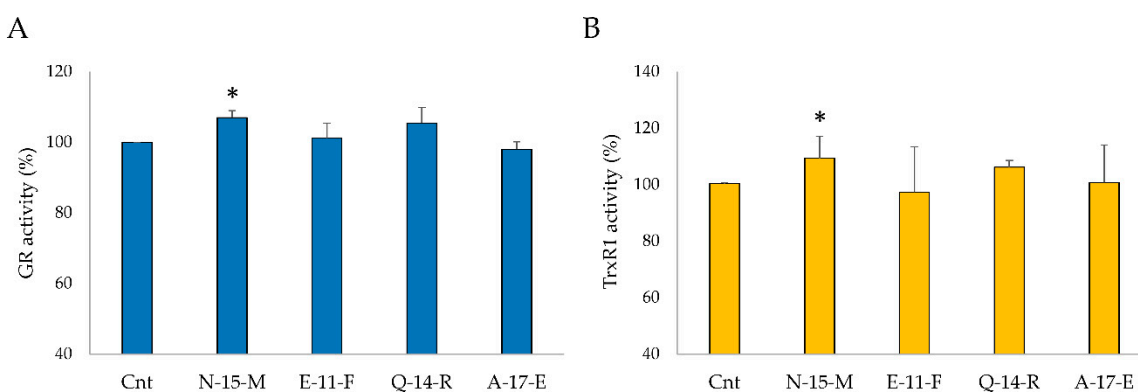 A
GR activity (%)
120
100
80
60
40
*
Cnt N-15-M E-11-F Q-14-R A-17-E
B
TrxR1 activity (%)
140
120
100
80
60
40
*
Cnt N-15-M E-11-F Q-14-R A-17-E